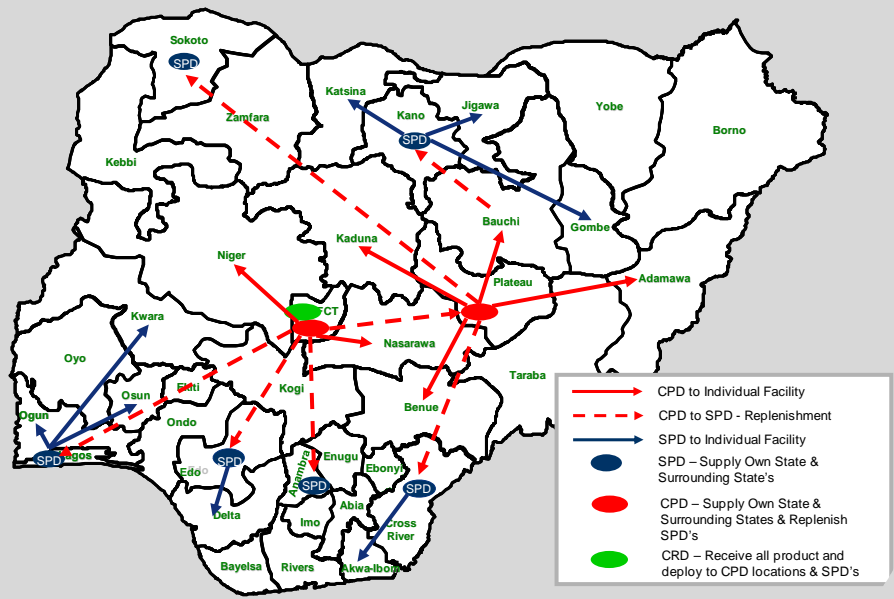 Sokoto
SPD
Katsina
Kano
Jigawa
Yobe
Borno
Zamfara
SPD
Kebbi
Bauchi
Gombe
Kaduna
Niger
Plateau
Adamawa
FCT
Kwara
Nasarawa
Oyo
Taraba
Osun
Ekiti
Kogi
Benue
Ogun
Ondo
Lagos
SPD
Edo
Edo
SPD
Anambra
Enugu
Ebonyi
SPD
SPD
Delta
Imo
Abia
Cross
River
Bayelsa
Rivers
Akwa-Ibom
CPD to Individual Facility
CPD to SPD - Replenishment
SPD to Individual Facility
SPD – Supply Own State &
Surrounding State's
CPD – Supply Own State &
Surrounding States & Replenish
SPD's
CRD – Receive all product and
deploy to CPD locations & SPD's